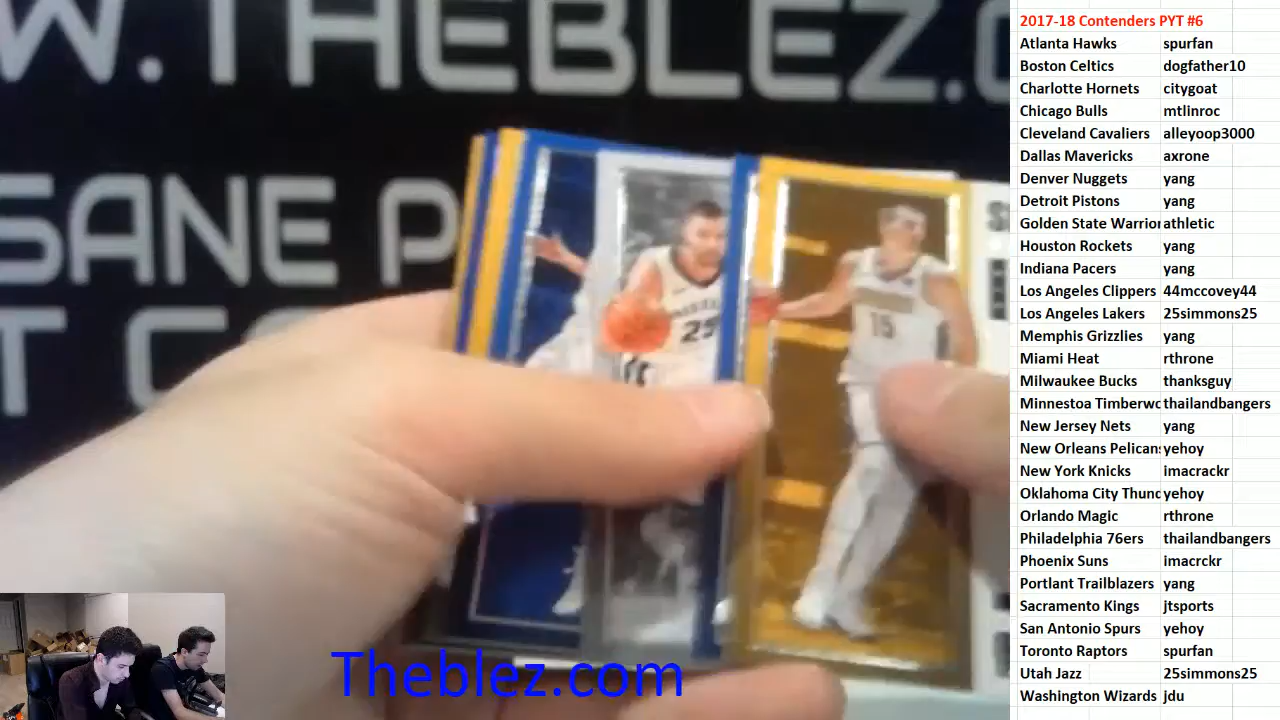 W.THEBLEZ.C
SANE P
T C
25
15
Theblez.com
2017-18 Contenders PYT #6
Atlanta Hawks spurfan
Boston Celtics dogfather10
Charlotte Hornets citygoat
Chicago Bulls mtlinroc
Cleveland Cavaliers alleyoop3000
Dallas Mavericks axrone
Denver Nuggets yang
Detroit Pistons yang
Golden State Warrior athletic
Houston Rockets yang
Indiana Pacers yang
Los Angeles Clippers 44mccovey44
Los Angeles Lakers 25simmons25
Memphis Grizzlies yang
Miami Heat rthrone
Milwaukee Bucks thanksguy
Minnestoa Timberwo thailandbangers
New Jersey Nets yang
New Orleans Pelicans yehoy
New York Knicks imacrackr
Oklahoma City Thund yehoy
Orlando Magic rthrone
Philadelphia 76ers thailandbangers
Phoenix Suns imacrckr
Portlant Trailblazers yang
Sacramento Kings jtsports
San Antonio Spurs yehoy
Toronto Raptors spurfan
Utah Jazz 25simmons25
Washington Wizards jdu